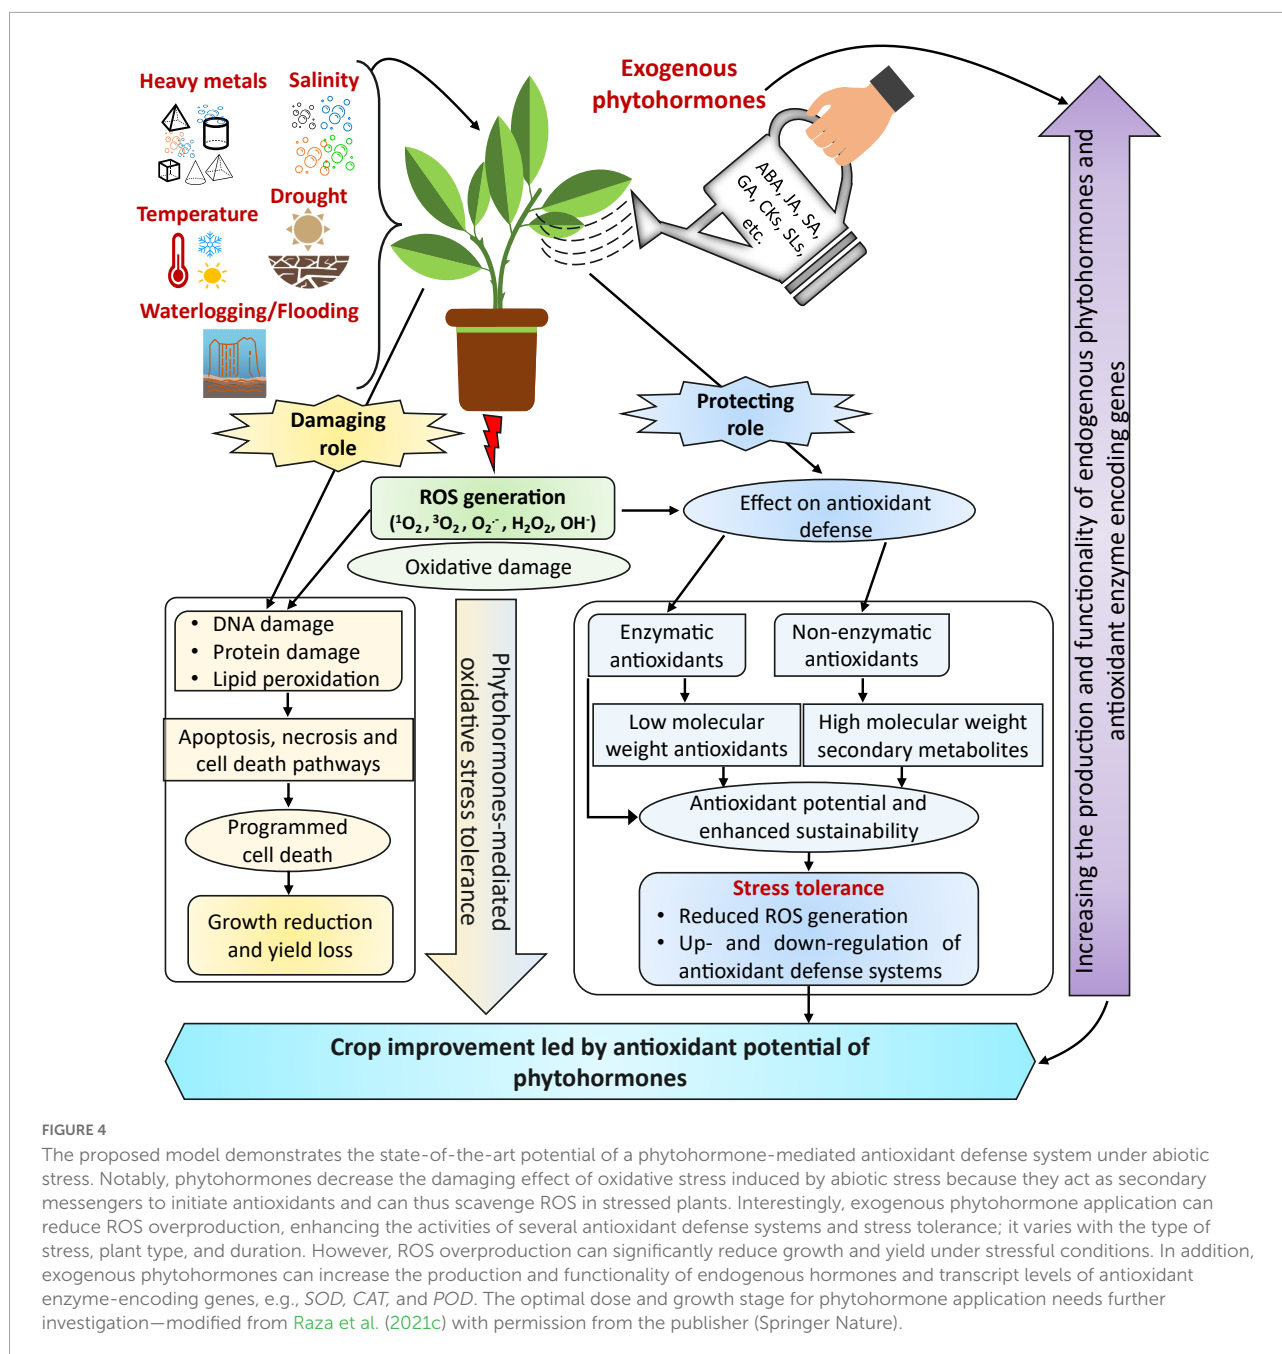 Heavy metals
Salinity
Temperature
Drought
Waterlogging/Flooding
Exogenous
phytohormones
ABA, JA, SA,
GA, CKs, SLs,
etc.
Damaging
role
Protecting
role
ROS generation
(¹O₂, ³O₂, O₂·⁻, H₂O₂, OH⁻)
Oxidative damage
Effect on antioxidant
defense
• DNA damage
• Protein damage
• Lipid peroxidation
Apoptosis, necrosis and
cell death pathways
Programmed
cell death
Growth reduction
and yield loss
Phytohormones-mediated
oxidative stress tolerance
Enzymatic
antioxidants
Non-enzymatic
antioxidants
Low molecular
weight antioxidants
High molecular weight
secondary metabolites
Antioxidant potential and
enhanced sustainability
Stress tolerance
• Reduced ROS generation
• Up- and down-regulation of
antioxidant defense systems
Increasing the production and functionality of endogenous phytohormones and
antioxidant enzyme encoding genes
Crop improvement led by antioxidant potential of
phytohormones
FIGURE 4
The proposed model demonstrates the state-of-the-art potential of a phytohormone-mediated antioxidant defense system under abiotic
stress. Notably, phytohormones decrease the damaging effect of oxidative stress induced by abiotic stress because they act as secondary
messengers to initiate antioxidants and can thus scavenge ROS in stressed plants. Interestingly, exogenous phytohormone application can
reduce ROS overproduction, enhancing the activities of several antioxidant defense systems and stress tolerance; it varies with the type of
stress, plant type, and duration. However, ROS overproduction can significantly reduce growth and yield under stressful conditions. In addition,
exogenous phytohormones can increase the production and functionality of endogenous hormones and transcript levels of antioxidant
enzyme-encoding genes, e.g., SOD, CAT, and POD. The optimal dose and growth stage for phytohormone application needs further
investigation—modified from Raza et al. (2021c) with permission from the publisher (Springer Nature).